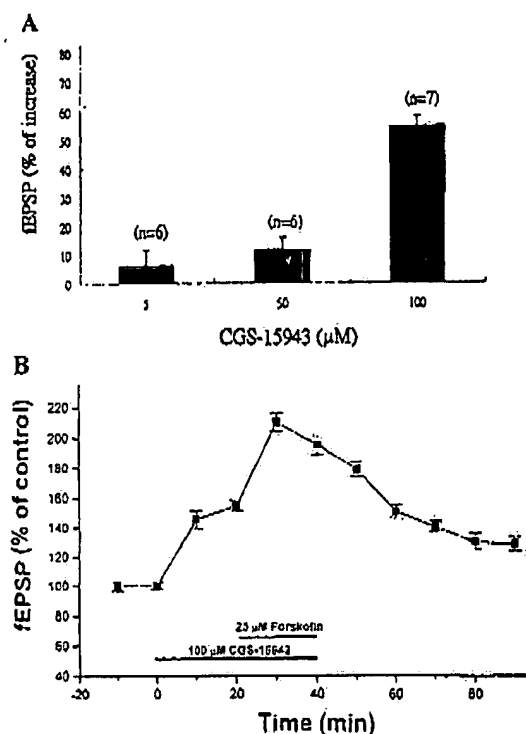 A
fEPSP (% of increase)
80
70
60
50
40
30
20
10
0
(n=6)
(n=6)
(n=7)
5
50
100
CGS-15943 (μM)
B
fEPSP (% of control)
220
200
180
160
140
120
100
80
60
40
25 μM Forskolin
100 μM CGS-15943
-20
0
20
40
60
80
Time (min)